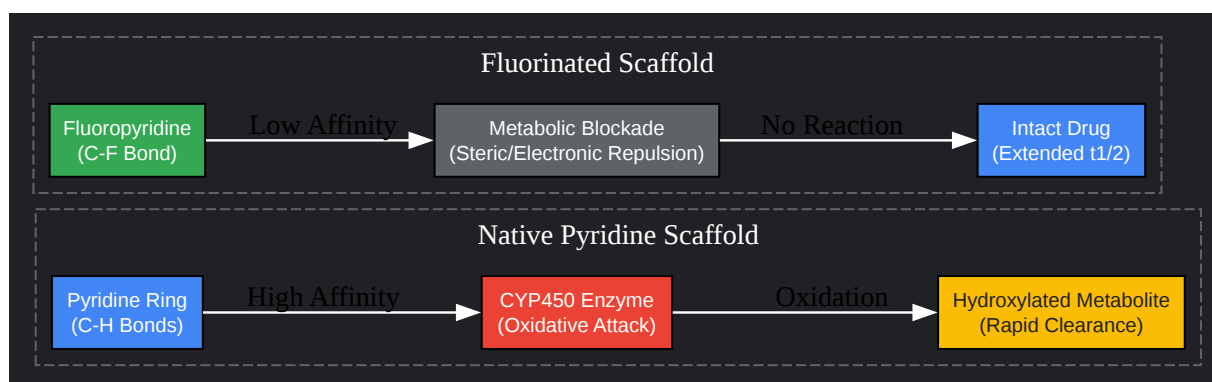 Fluorinated Scaffold
Fluoropyridine
(C-F Bond)
Low Affinity
Metabolic Blockade
(Steric/Electronic Repulsion)
No Reaction
Intact Drug
(Extended t1/2)
Native Pyridine Scaffold
Pyridine Ring
(C-H Bonds)
High Affinity
CYP450 Enzyme
(Oxidative Attack)
Oxidation
Hydroxylated Metabolite
(Rapid Clearance)